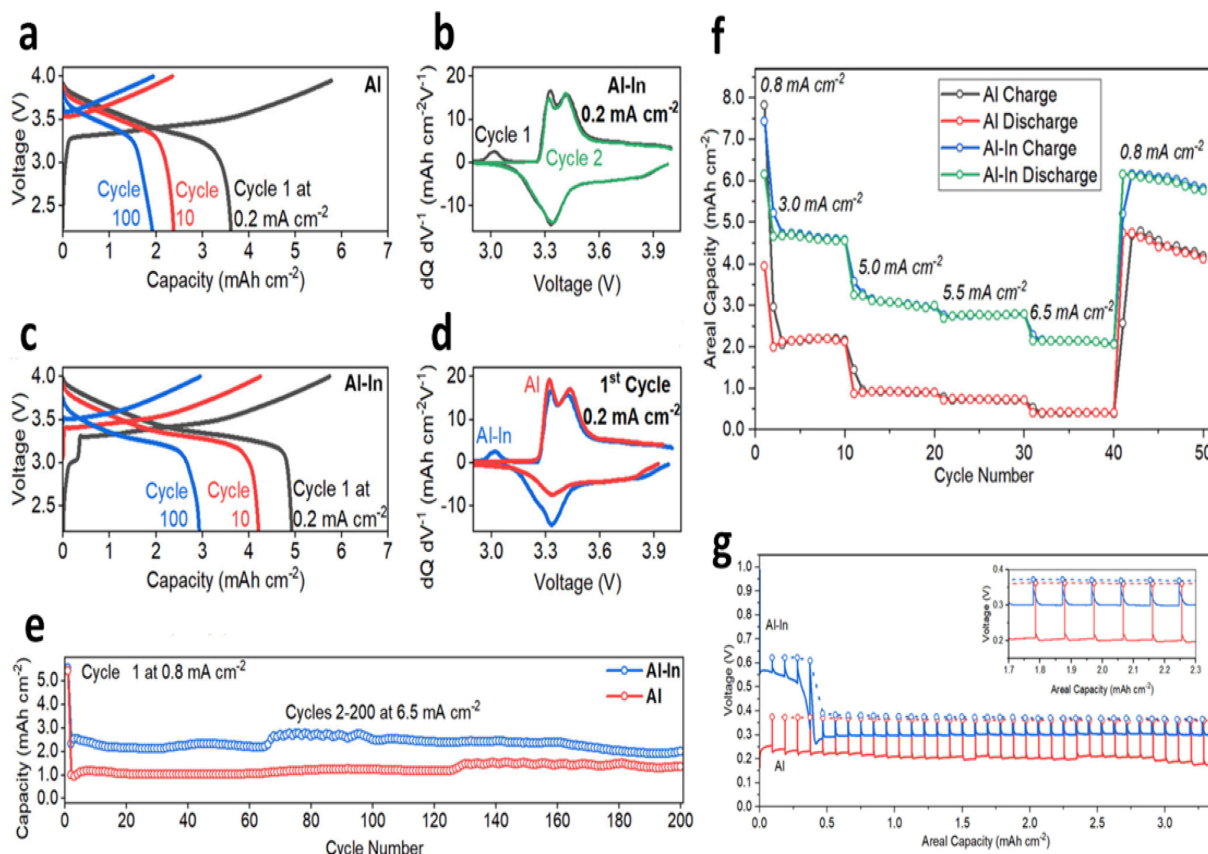 a
Al
4.0
3.5
3.0
2.5
Voltage (V)
Cycle 100
Cycle 10
Cycle 1 at 0.2 mA cm-2
0 1 2 3 4 5 6 7
Capacity (mAh cm-2)
b
Al-In
0.2 mA cm-2
20
10
0
-10
dQ dV-1 (mAh cm-2V-1)
Cycle 1
Cycle 2
3.0 3.3 3.6 3.9
Voltage (V)
c
Al-In
4.0
3.5
3.0
2.5
Voltage (V)
Cycle 100
Cycle 10
Cycle 1 at 0.2 mA cm-2
0 1 2 3 4 5 6 7
Capacity (mAh cm-2)
d
1st Cycle
0.2 mA cm-2
20
10
0
-10
dQ dV-1 (mAh cm-2V-1)
Al
Al-In
3.0 3.3 3.6 3.9
Voltage (V)
e
Capacity (mAh cm-2)
5.0
4.0
3.0
2.0
1.0
0.0
Cycle 1 at 0.8 mA cm-2
Cycles 2-200 at 6.5 mA cm-2
Al-In
Al
0 20 40 60 80 100 120 140 160 180 200
Cycle Number
f
Areal Capacity (mAh cm-2)
8.0
7.0
6.0
5.0
4.0
3.0
2.0
1.0
0.0
0.8 mA cm-2
3.0 mA cm-2
5.0 mA cm-2
5.5 mA cm-2
6.5 mA cm-2
0.8 mA cm-2
Al Charge
Al Discharge
Al-In Charge
Al-In Discharge
0 10 20 30 40 50
Cycle Number
g
Voltage (V)
1.0
0.9
0.8
0.7
0.6
0.5
0.4
0.3
0.2
0.1
0.0
Al-In
Al
0.0 0.5 1.0 1.5 2.0 2.5 3.0
Areal Capacity (mAh cm-2)
Voltage (V)
0.4
0.3
0.2
1.7 1.8 1.9 2.0 2.1 2.2 2.3
Areal Capacity (mAh cm-2)